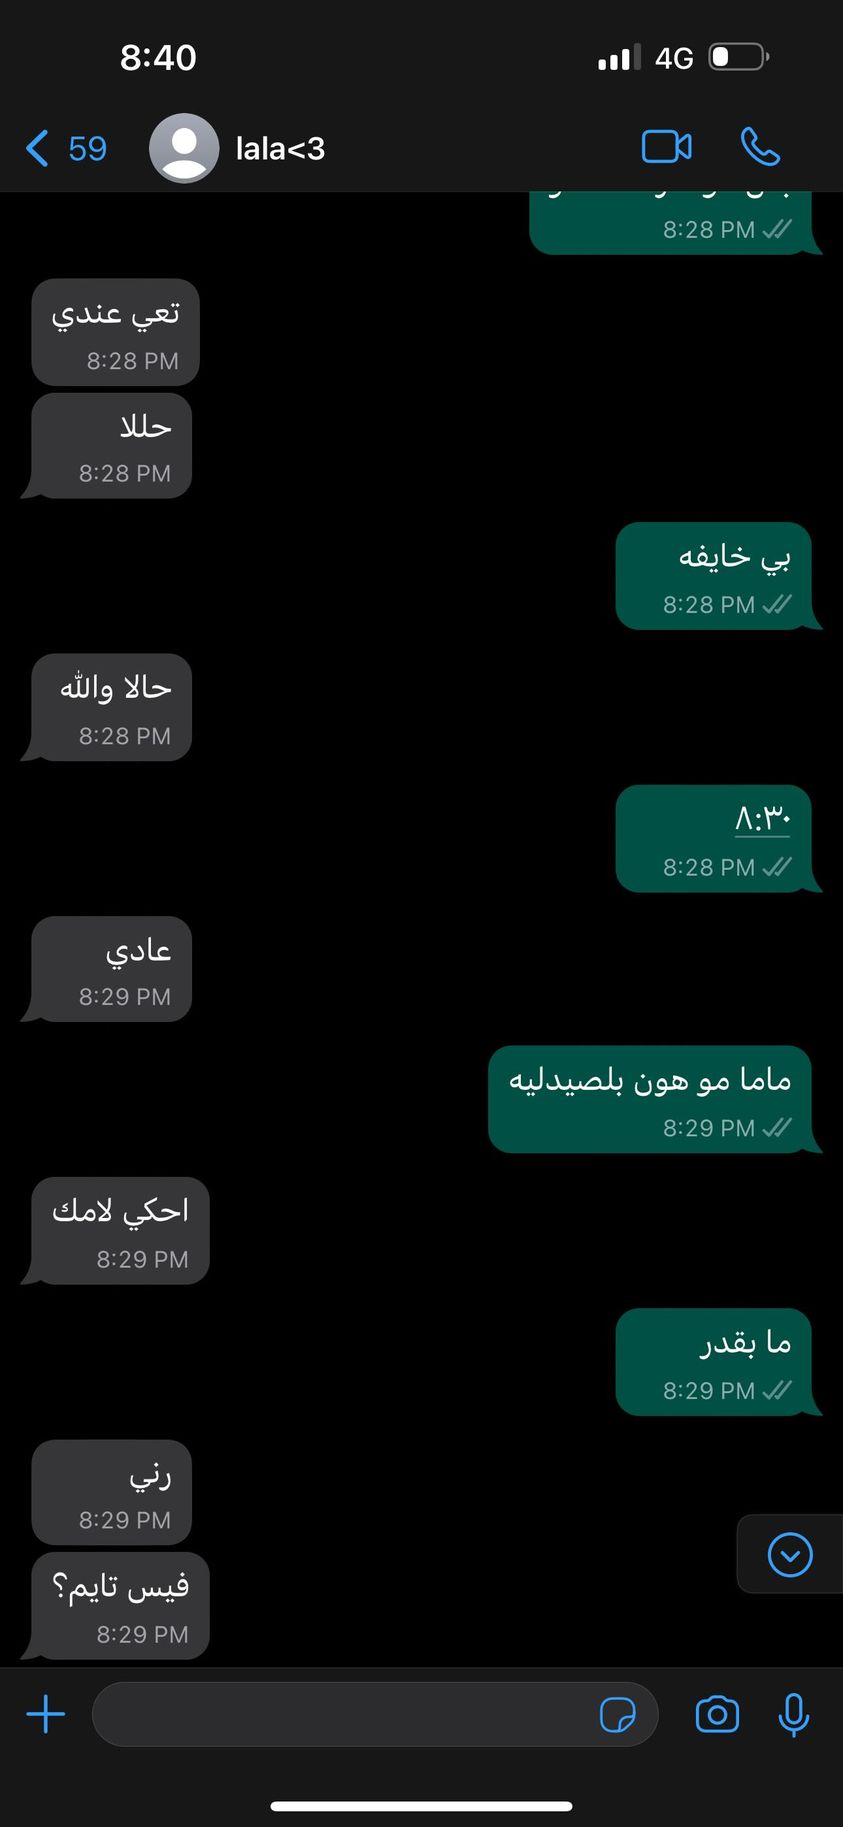 8:40
4G
59
lala<3
8:28 PM
تعي عندي
8:28 PM
حللا
8:28 PM
بي خايفه
8:28 PM
حالا والله
8:28 PM
٨:٣٠
8:28 PM
عادي
8:29 PM
ماما مو هون بلصيدليه
8:29 PM
احكي لامك
8:29 PM
ما بقدر
8:29 PM
رني
8:29 PM
فيس تايم؟
8:29 PM